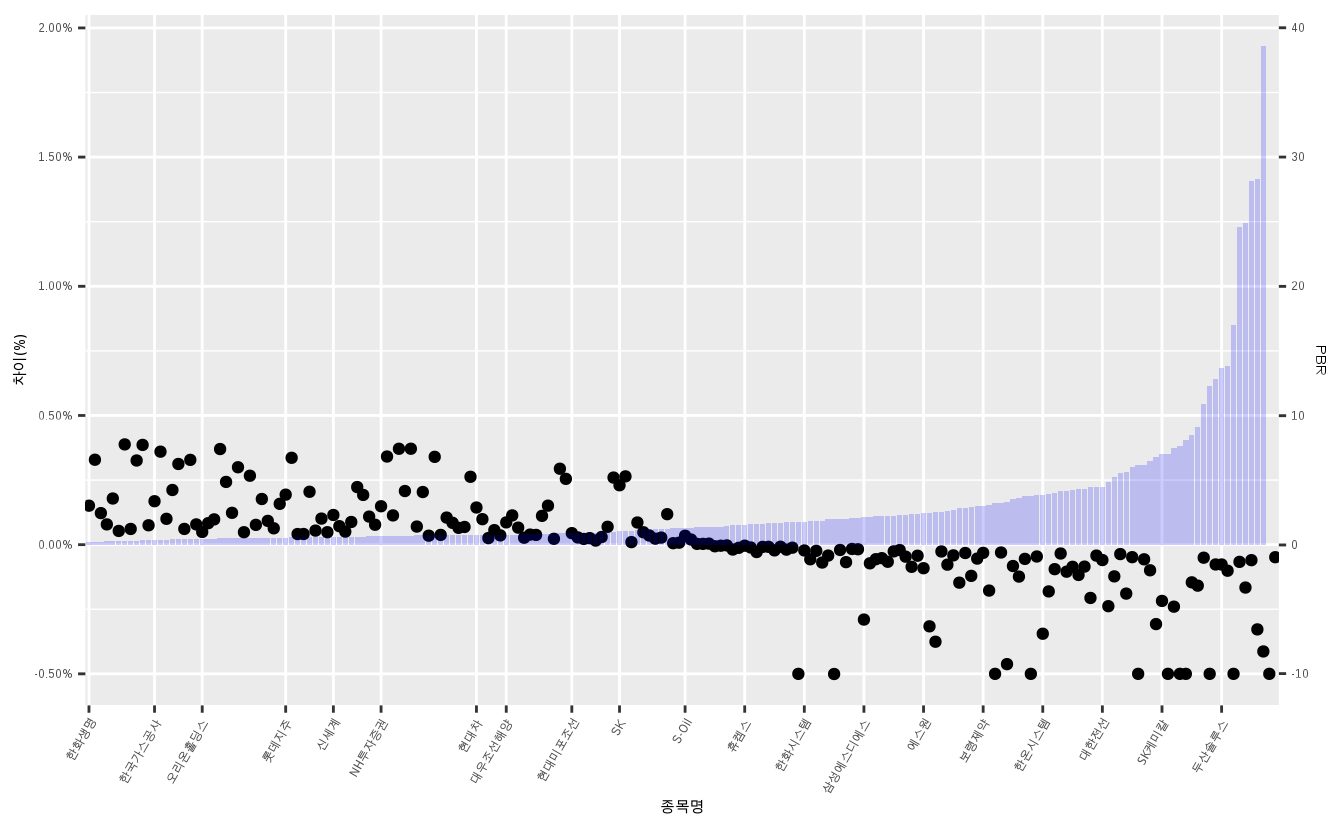 2.00%
1.50%
1.00%
0.50%
0.00%
-0.50%
40
30
20
10
0
-10
차이(%)
PBR
한화생명
한국가스공사
오리온홀딩스
롯데지주
신세계
NH투자증권
현대차
대우조선해양
현대미포조선
SK
S-Oil
휴켐스
한화시스템
삼성에스디에스
에스원
보령제약
한온시스템
대한전선
SK케미칼
두산솔루스
종목명